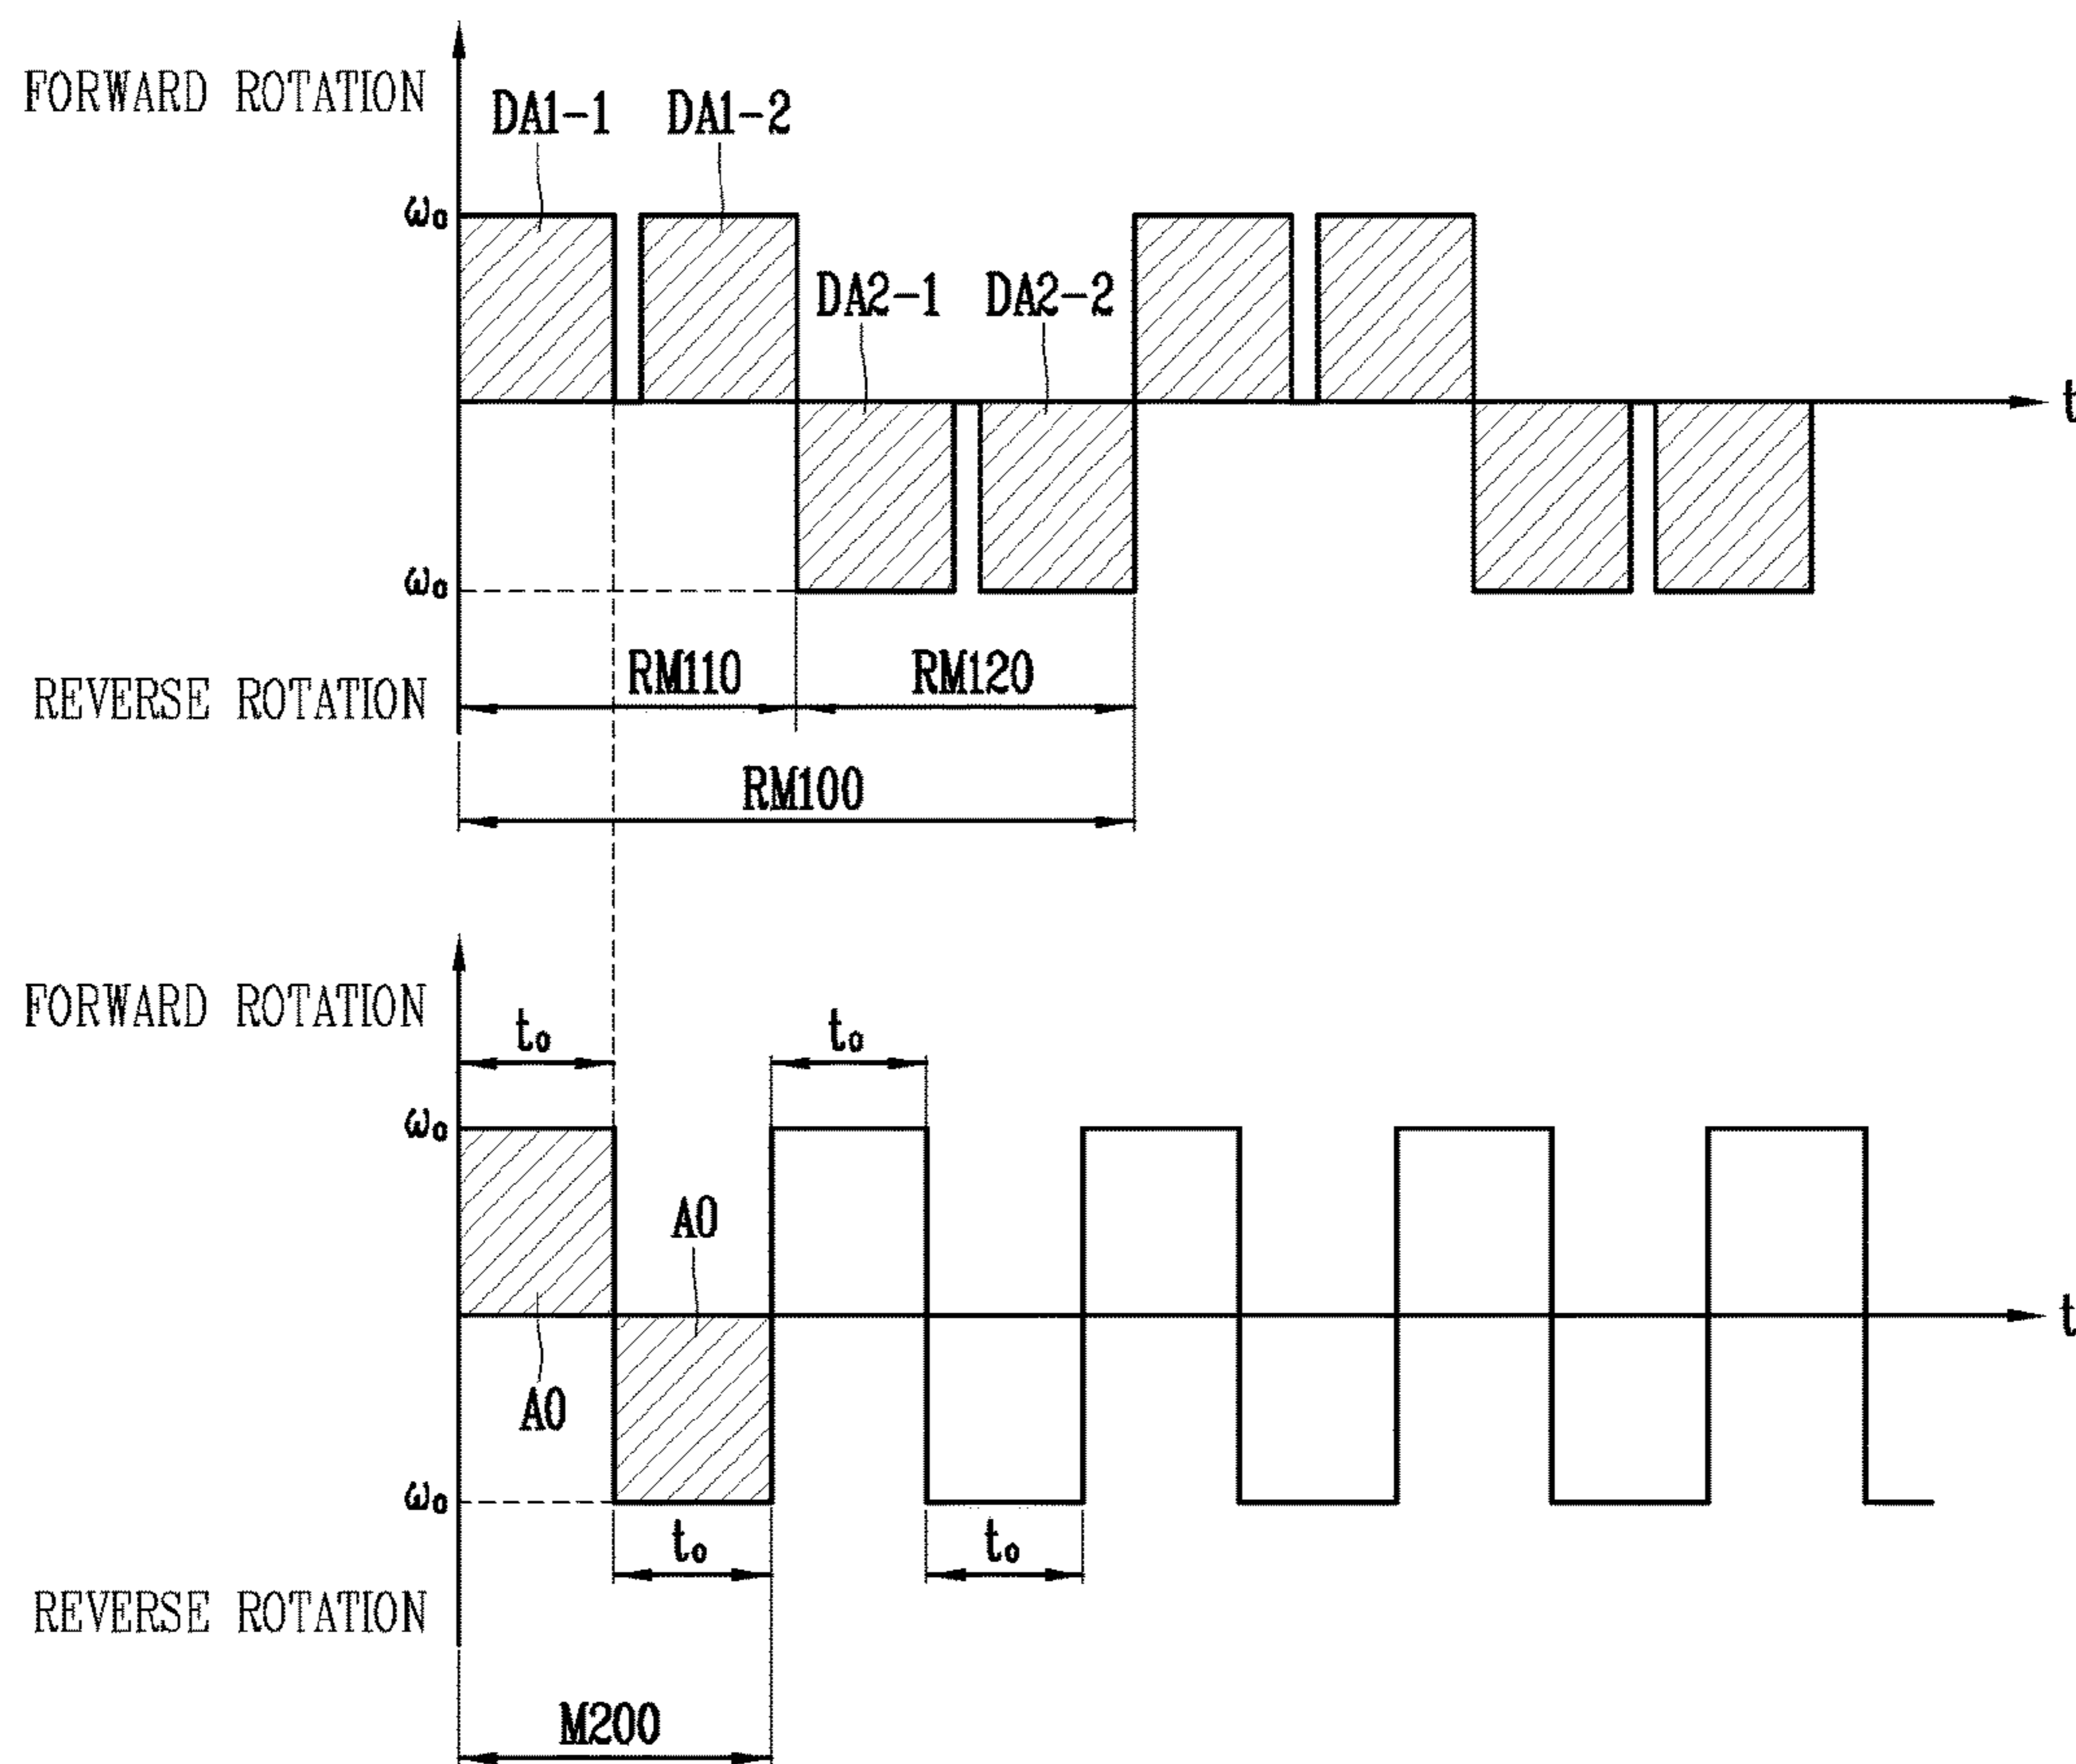 FORWARD ROTATION
DA1-1
DA1-2
ω₀
DA2-1
DA2-2
t
ω₀
RM110
RM120
REVERSE ROTATION
RM100
FORWARD ROTATION
t₀
t₀
ω₀
A0
t
A0
ω₀
t₀
t₀
REVERSE ROTATION
M200